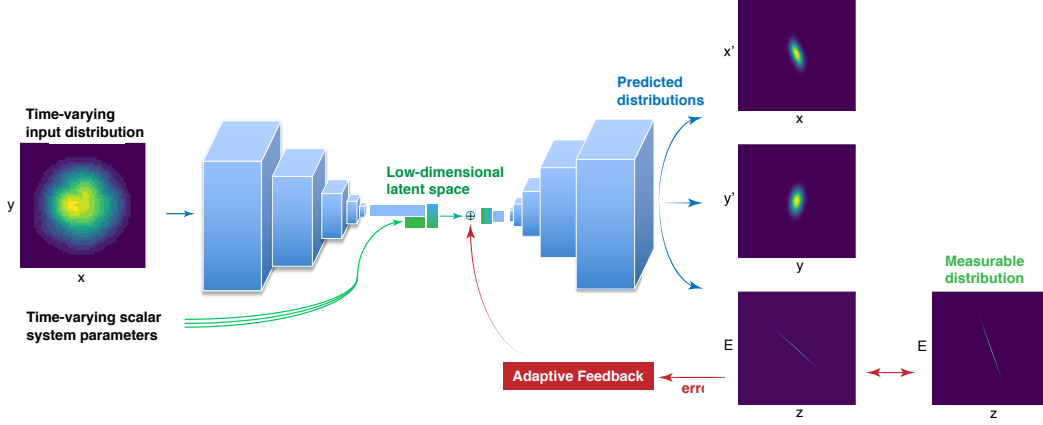 Time-varying
input distribution
y
x
Time-varying scalar
system parameters
Low-dimensional
latent space
⊕
Predicted
distributions
x'
x
y'
y
E
z
Adaptive Feedback
erro
Measurable
distribution
E
z